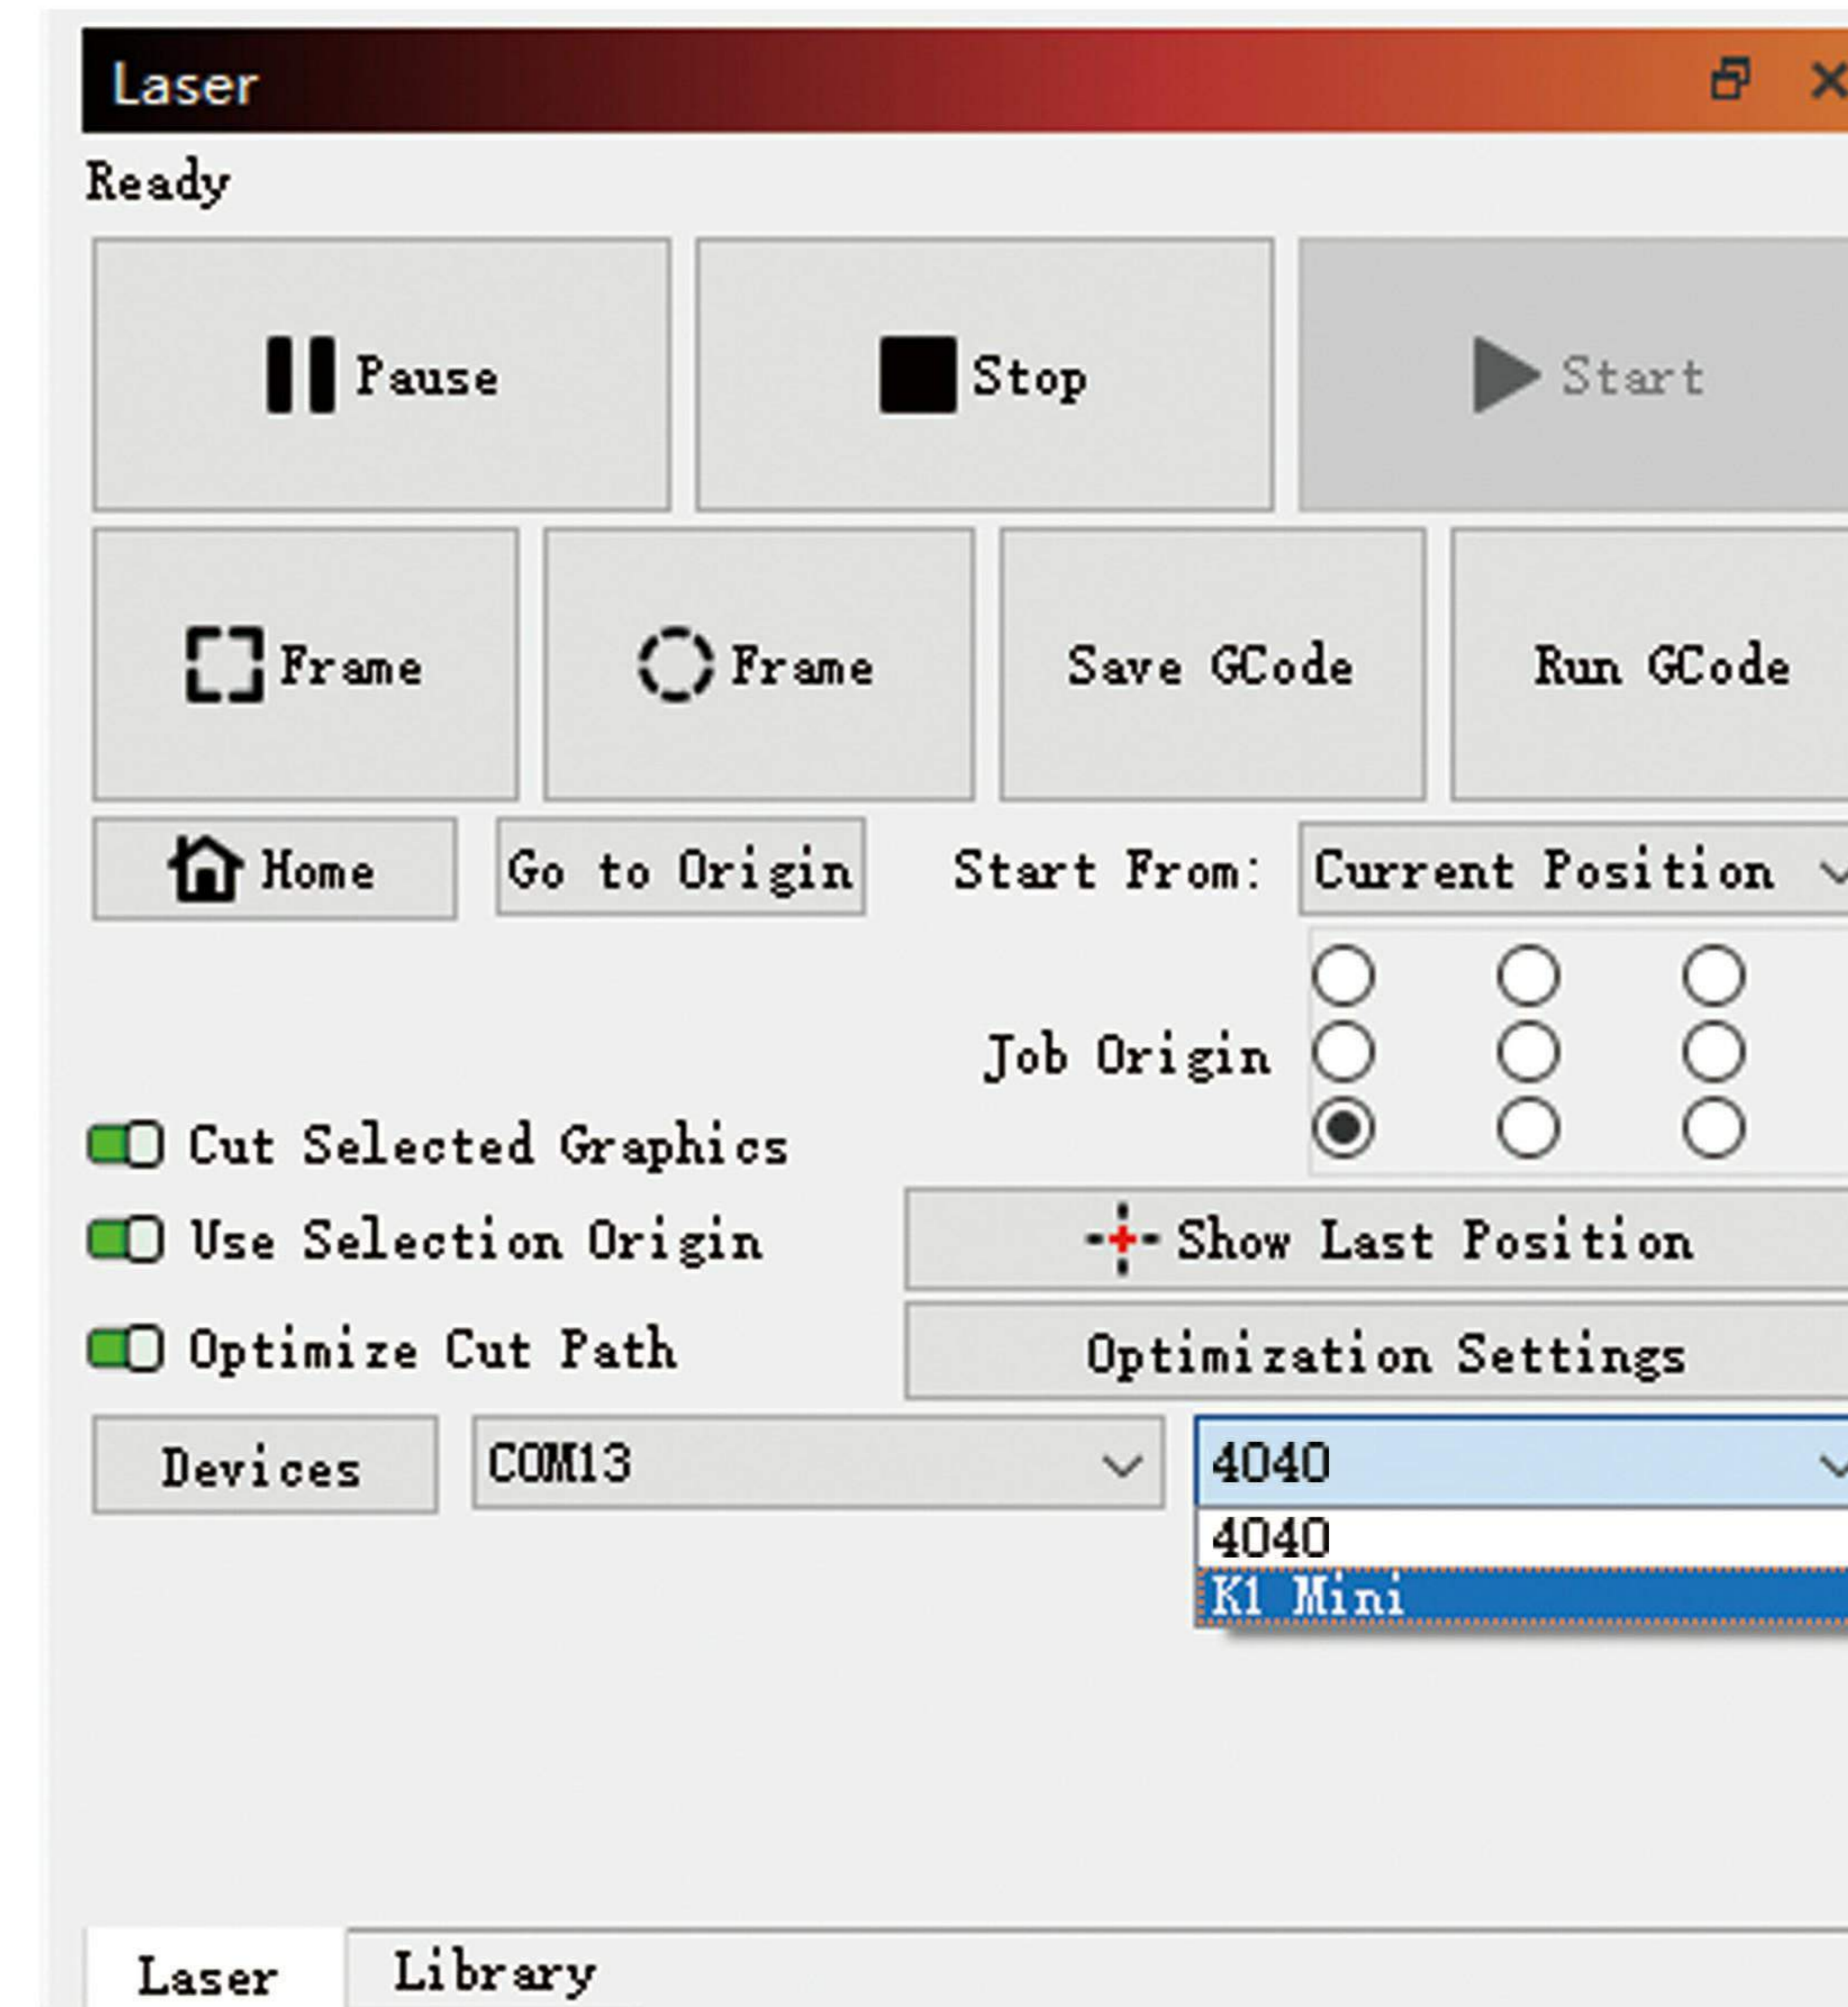 Laser
Ready
Pause
Stop
Start
Frame
Frame
Save GCode
Run GCode
Home
Go to Origin
Start From:
Current Position
Job Origin
Cut Selected Graphics
Use Selection Origin
Show Last Position
Optimize Cut Path
Optimization Settings
Devices
COM13
4040
4040
K1 Mini
Laser
Library